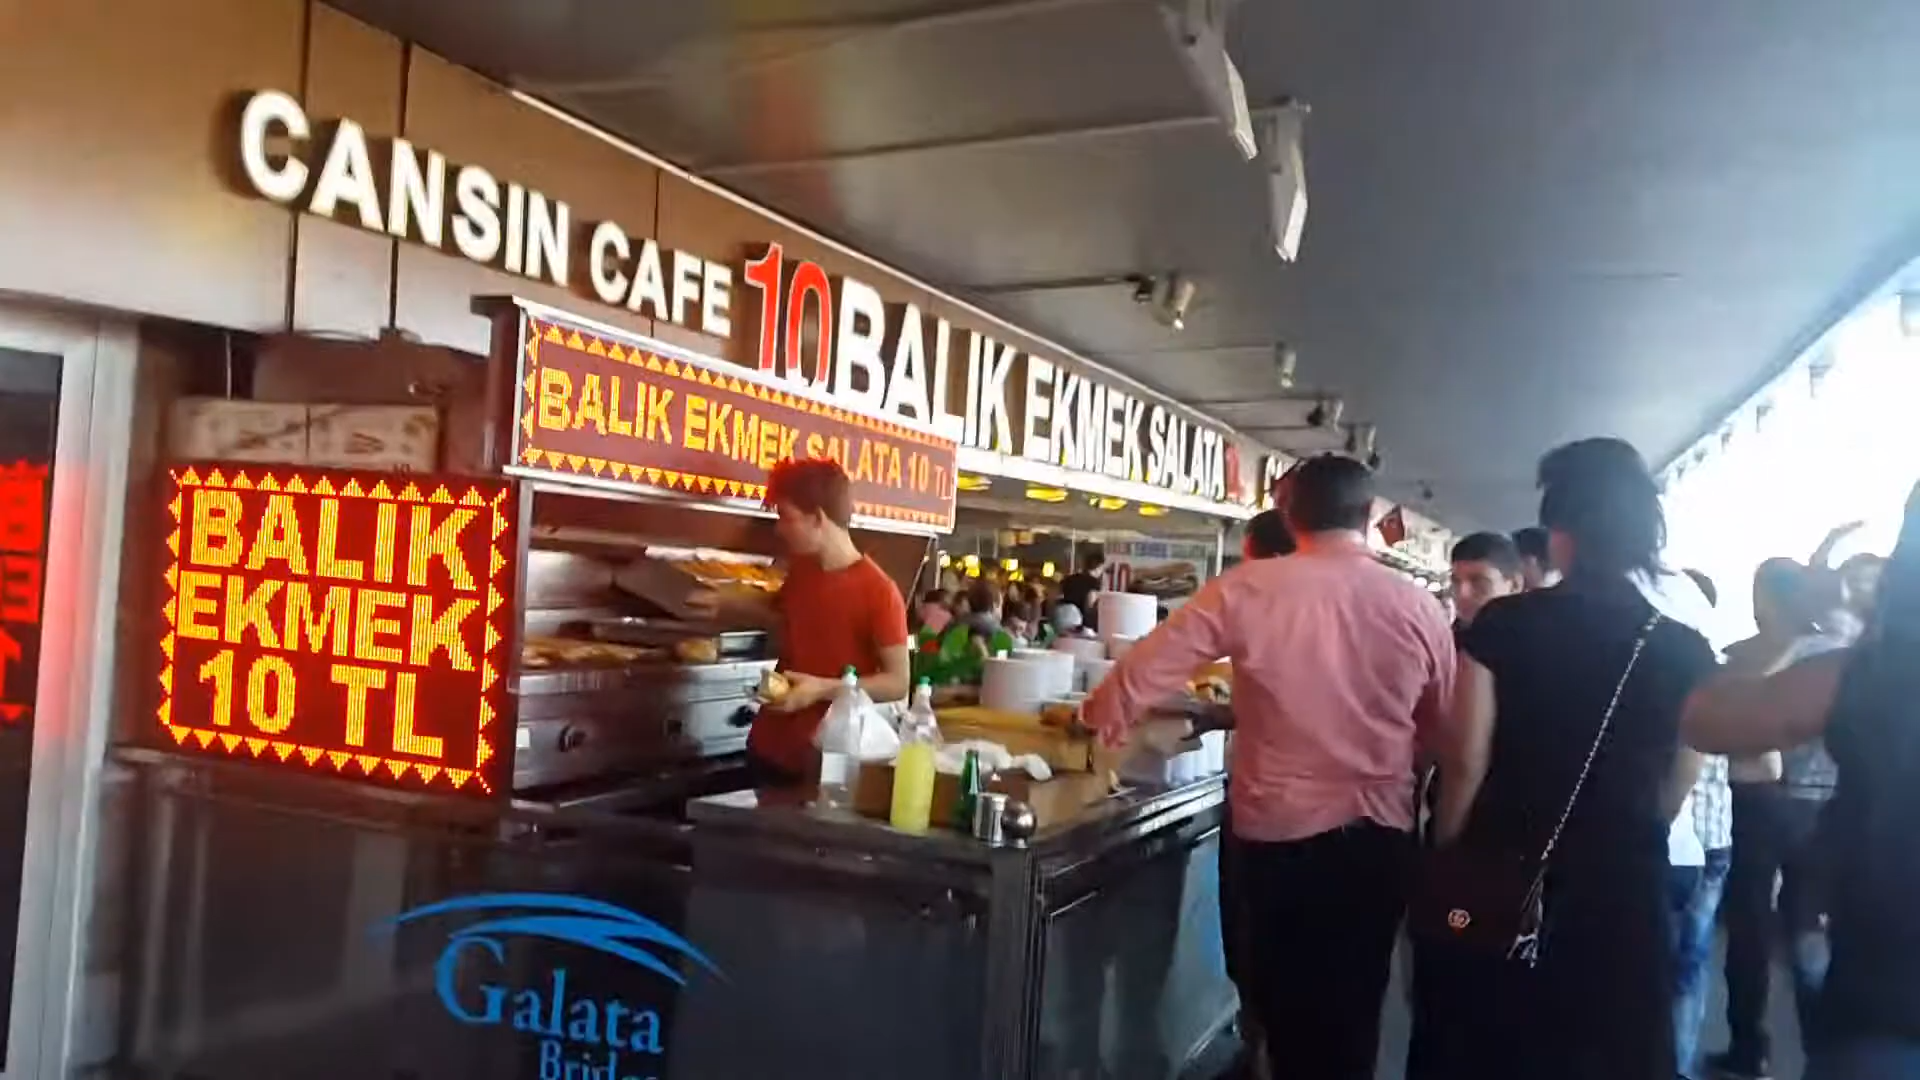 CANSIN CAFE 10 BALIK EKMEK SALATA
BALIK EKMEK SALATA 10 TL
BALIK
EKMEK
10 TL
Galata